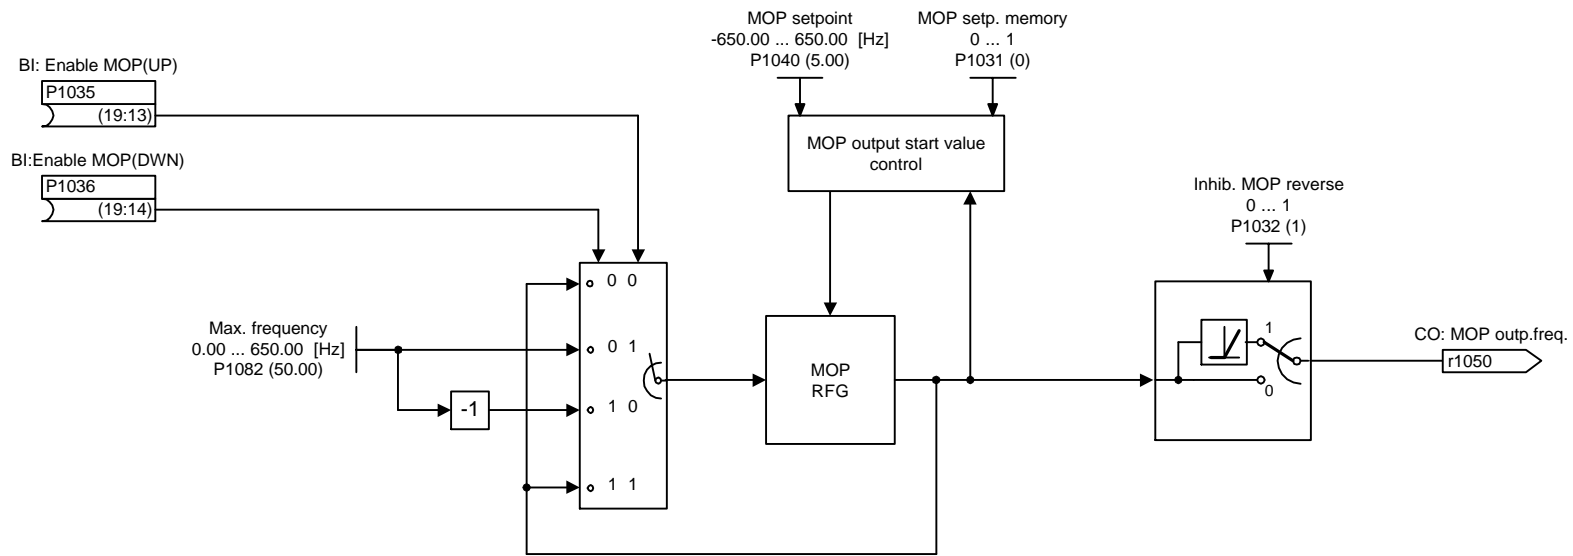 MOP setpoint
-650.00 ... 650.00 [Hz]
P1040 (5.00)
MOP setp. memory
0 ... 1
P1031 (0)
BI: Enable MOP(UP)
P1035
(19:13)
BI:Enable MOP(DWN)
P1036
(19:14)
MOP output start value
control
Inhib. MOP reverse
0 ... 1
P1032 (1)
0 0
Max. frequency
0.00 ... 650.00 [Hz]
P1082 (50.00)
0 1
-1
1 0
1 1
MOP
RFG
1
0
CO: MOP outp.freq.
r1050